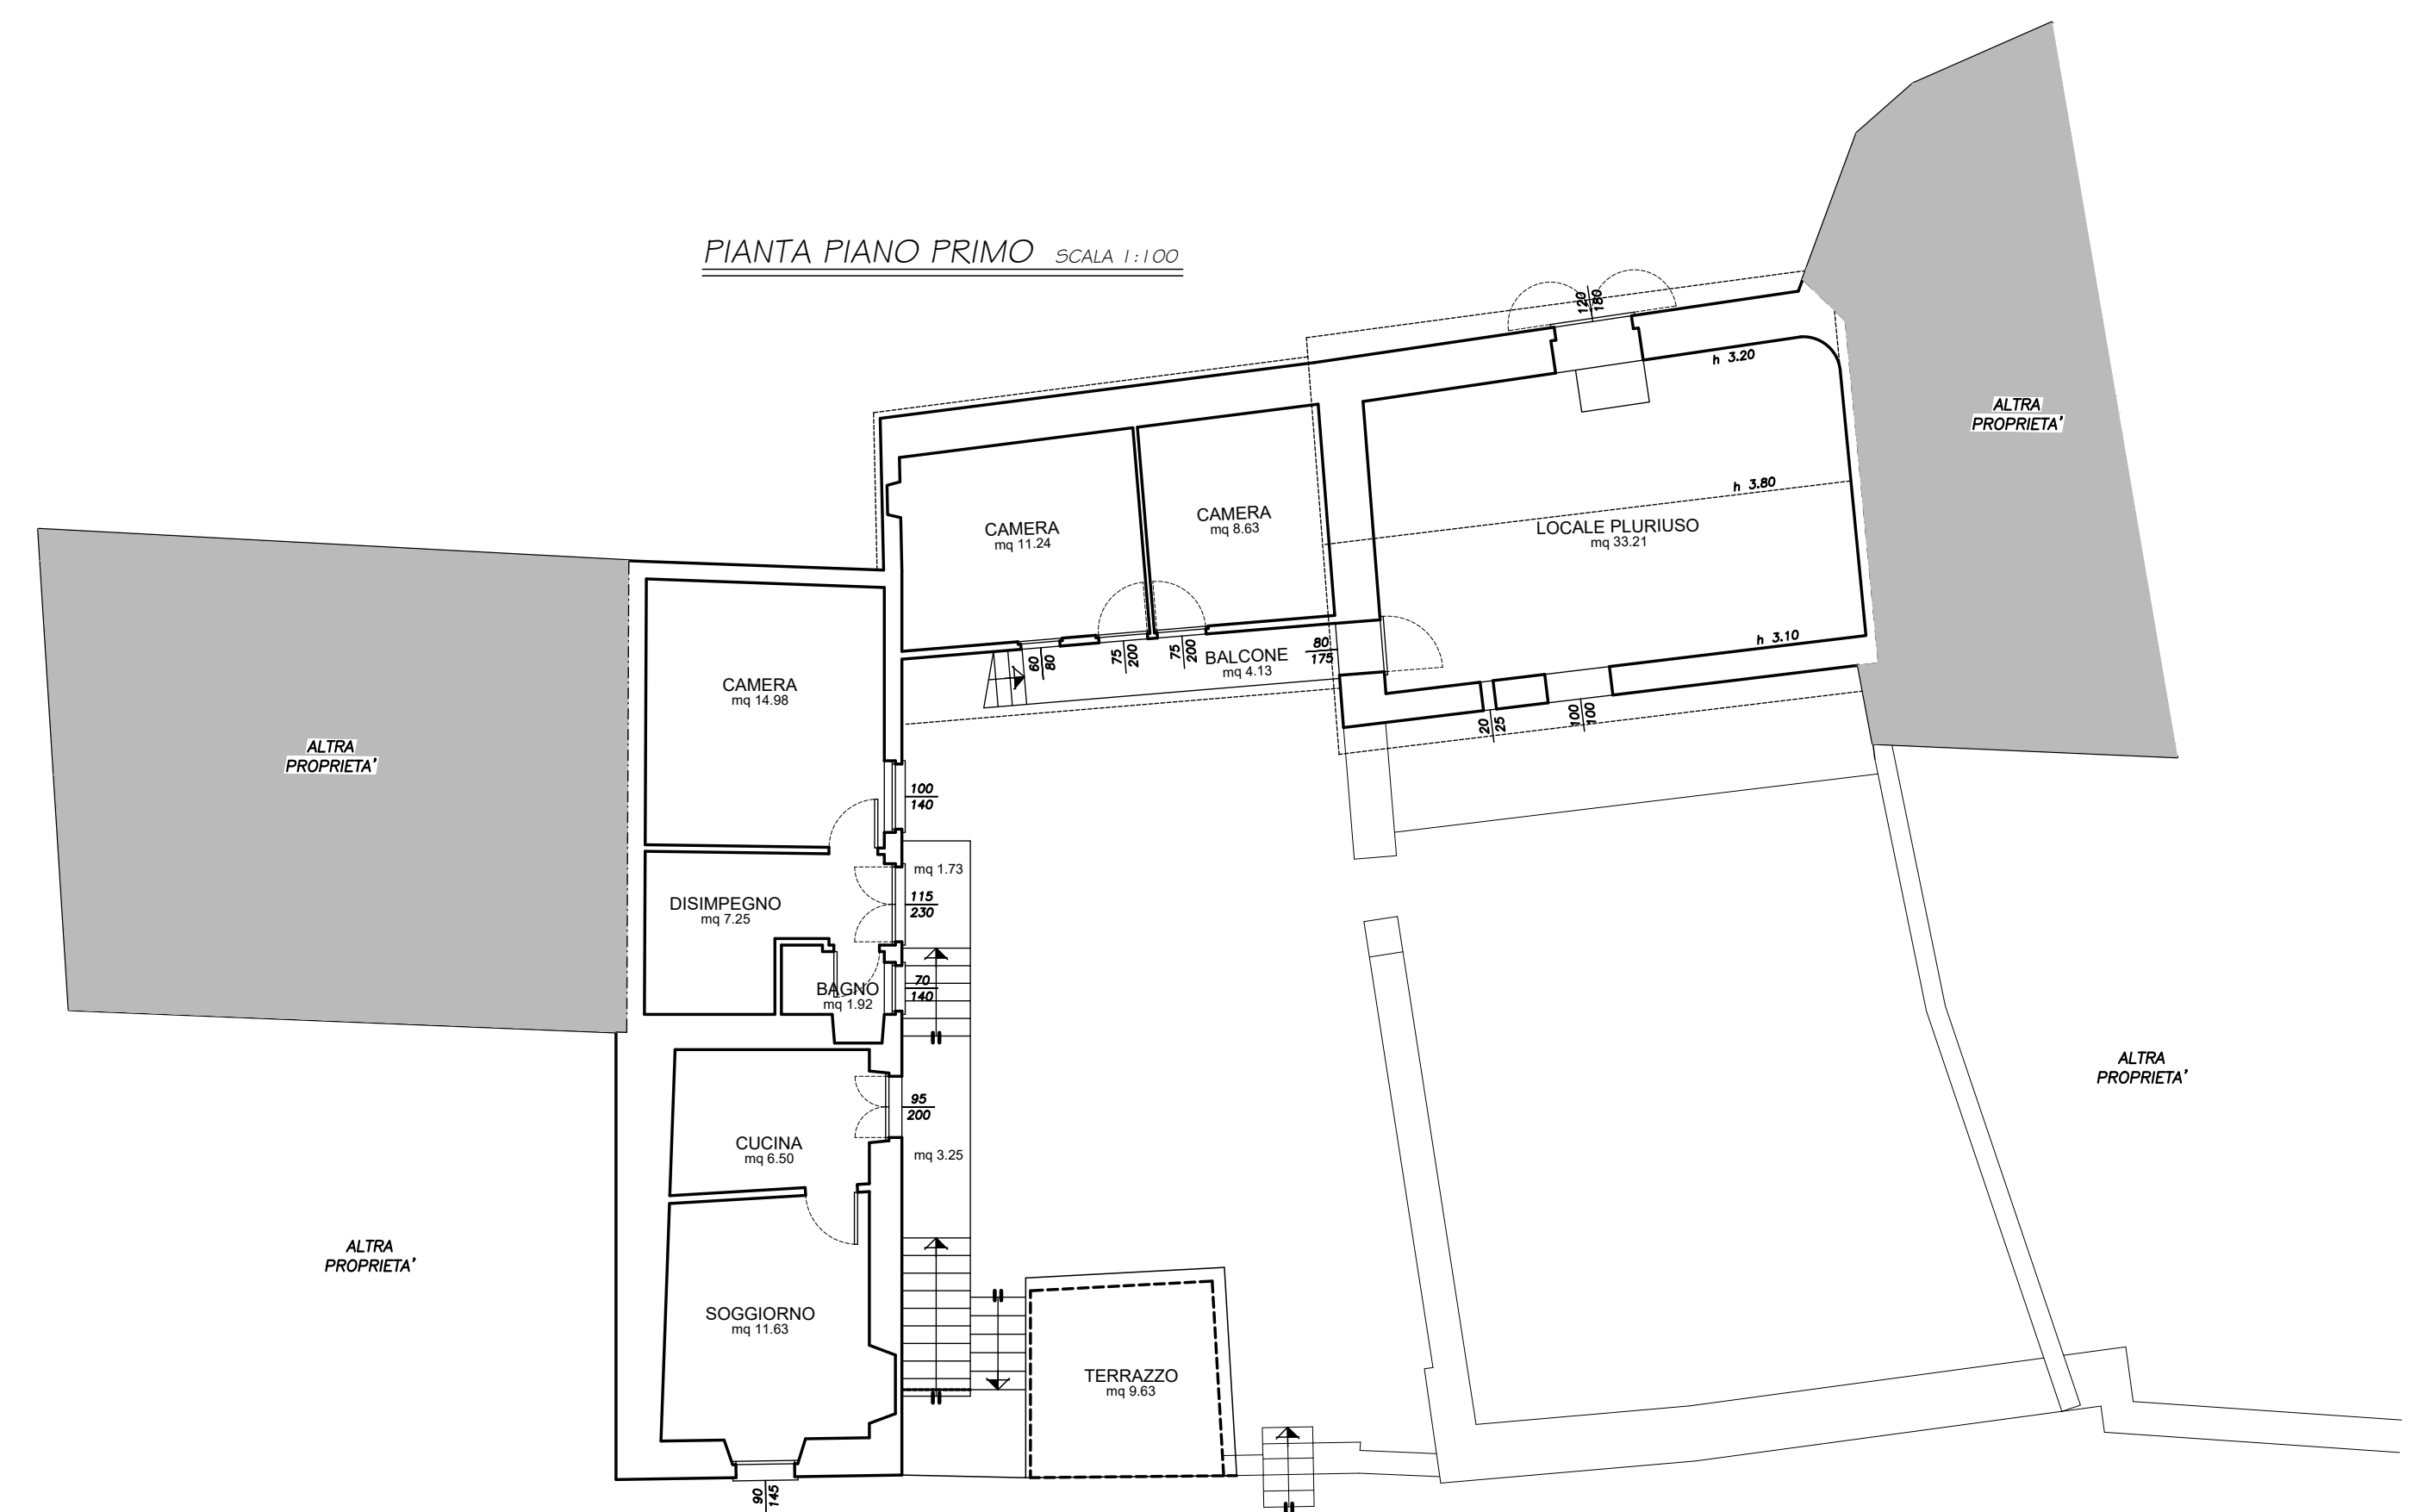 PIANTA PIANO PRIMO SCALA 1:100
120
180
h 3.20
ALTRA
PROPRIETA'
h 3.80
CAMERA
mq 11.24
CAMERA
mq 8.63
LOCALE PLURIUSO
mq 33.21
h 3.10
60
80
75
200
75
200
BALCONE
mq 4.13
80
175
20
25
100
100
CAMERA
mq 14.98
ALTRA
PROPRIETA'
100
140
mq 1.73
DISIMPEGNO
mq 7.25
115
230
BAGNO
mq 1.92
70
140
ALTRA
PROPRIETA'
95
200
CUCINA
mq 6.50
mq 3.25
ALTRA
PROPRIETA'
SOGGIORNO
mq 11.63
TERRAZZO
mq 9.63
90
145